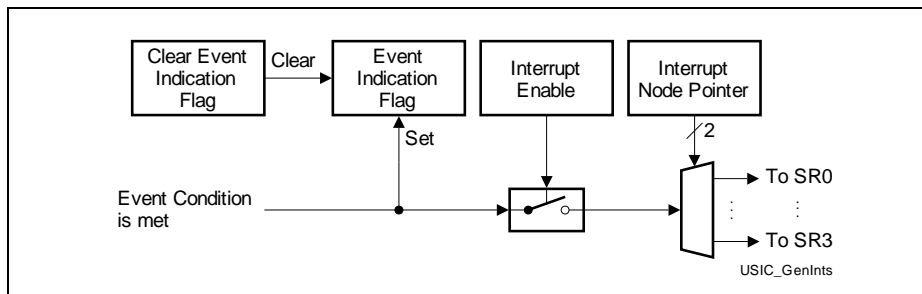 Clear Event
Indication
Flag
Clear
Event
Indication
Flag
Interrupt
Enable
Interrupt
Node Pointer
2
Set
Event Condition
is met
To SR0
To SR3
USIC_GenInts